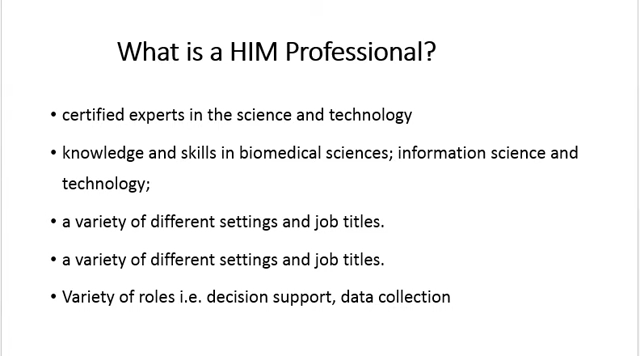 What is a HIM Professional?
• certified experts in the science and technology
• knowledge and skills in biomedical sciences; information science and
technology;
• a variety of different settings and job titles.
• a variety of different settings and job titles.
• Variety of roles i.e. decision support, data collection